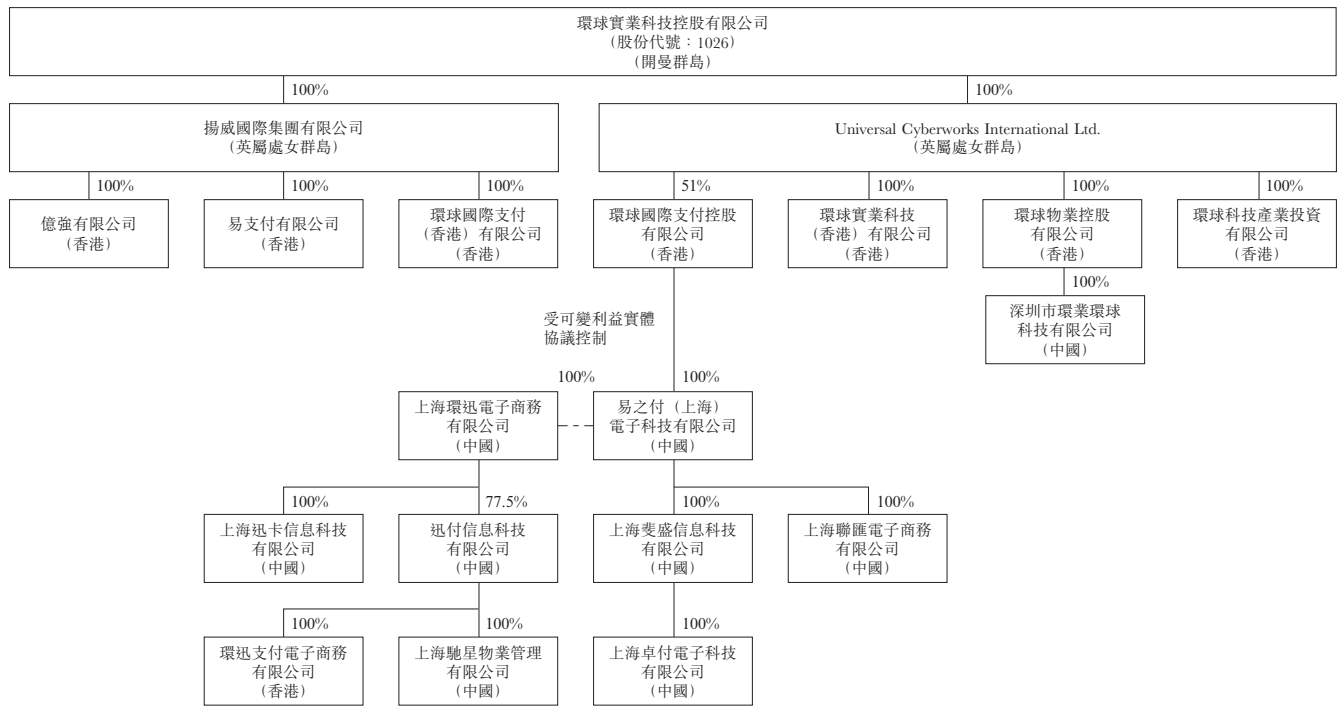 環球實業科技控股有限公司
(股份代號：1026)
(開曼群島)
100%
100%
揚威國際集團有限公司
(英屬處女群島)
Universal Cyberworks International Ltd.
(英屬處女群島)
100%
100%
100%
51%
100%
100%
100%
億強有限公司
(香港)
易支付有限公司
(香港)
環球國際支付
(香港) 有限公司
(香港)
環球國際支付控股
有限公司
(香港)
環球實業科技
(香港) 有限公司
(香港)
環球物業控股
有限公司
(香港)
環球科技產業投資
有限公司
(香港)
100%
深圳市環業環球
科技有限公司
(中國)
受可變利益實體
協議控制
100%
100%
上海環迅電子商務
有限公司
(中國)
易之付 (上海)
電子科技有限公司
(中國)
100%
77.5%
100%
100%
上海迅卡信息科技
有限公司
(中國)
迅付信息科技
有限公司
(中國)
上海斐盛信息科技
有限公司
(中國)
上海聯匯電子商務
有限公司
(中國)
100%
100%
100%
環迅支付電子商務
有限公司
(香港)
上海馳星物業管理
有限公司
(中國)
上海卓付電子科技
有限公司
(中國)